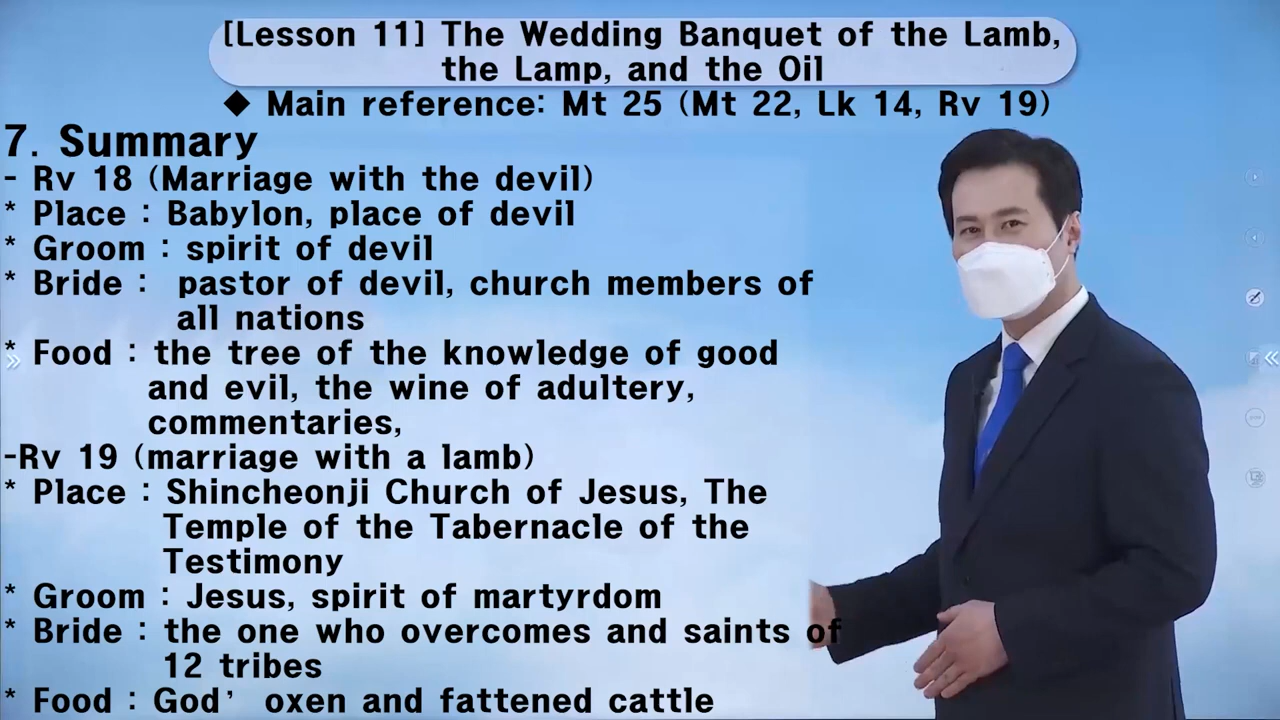 [Lesson 11] The Wedding Banquet of the Lamb,
the Lamp, and the Oil
◆ Main reference: Mt 25 (Mt 22, Lk 14, Rv 19)
7. Summary
- Rv 18 (Marriage with the devil)
* Place : Babylon, place of devil
* Groom : spirit of devil
* Bride : pastor of devil, church members of
all nations
* Food : the tree of the knowledge of good
and evil, the wine of adultery,
commentaries,
-Rv 19 (marriage with a lamb)
* Place : Shincheonji Church of Jesus, The
Temple of the Tabernacle of the
Testimony
* Groom : Jesus, spirit of martyrdom
* Bride : the one who overcomes and saints of
12 tribes
* Food : God’ oxen and fattened cattle